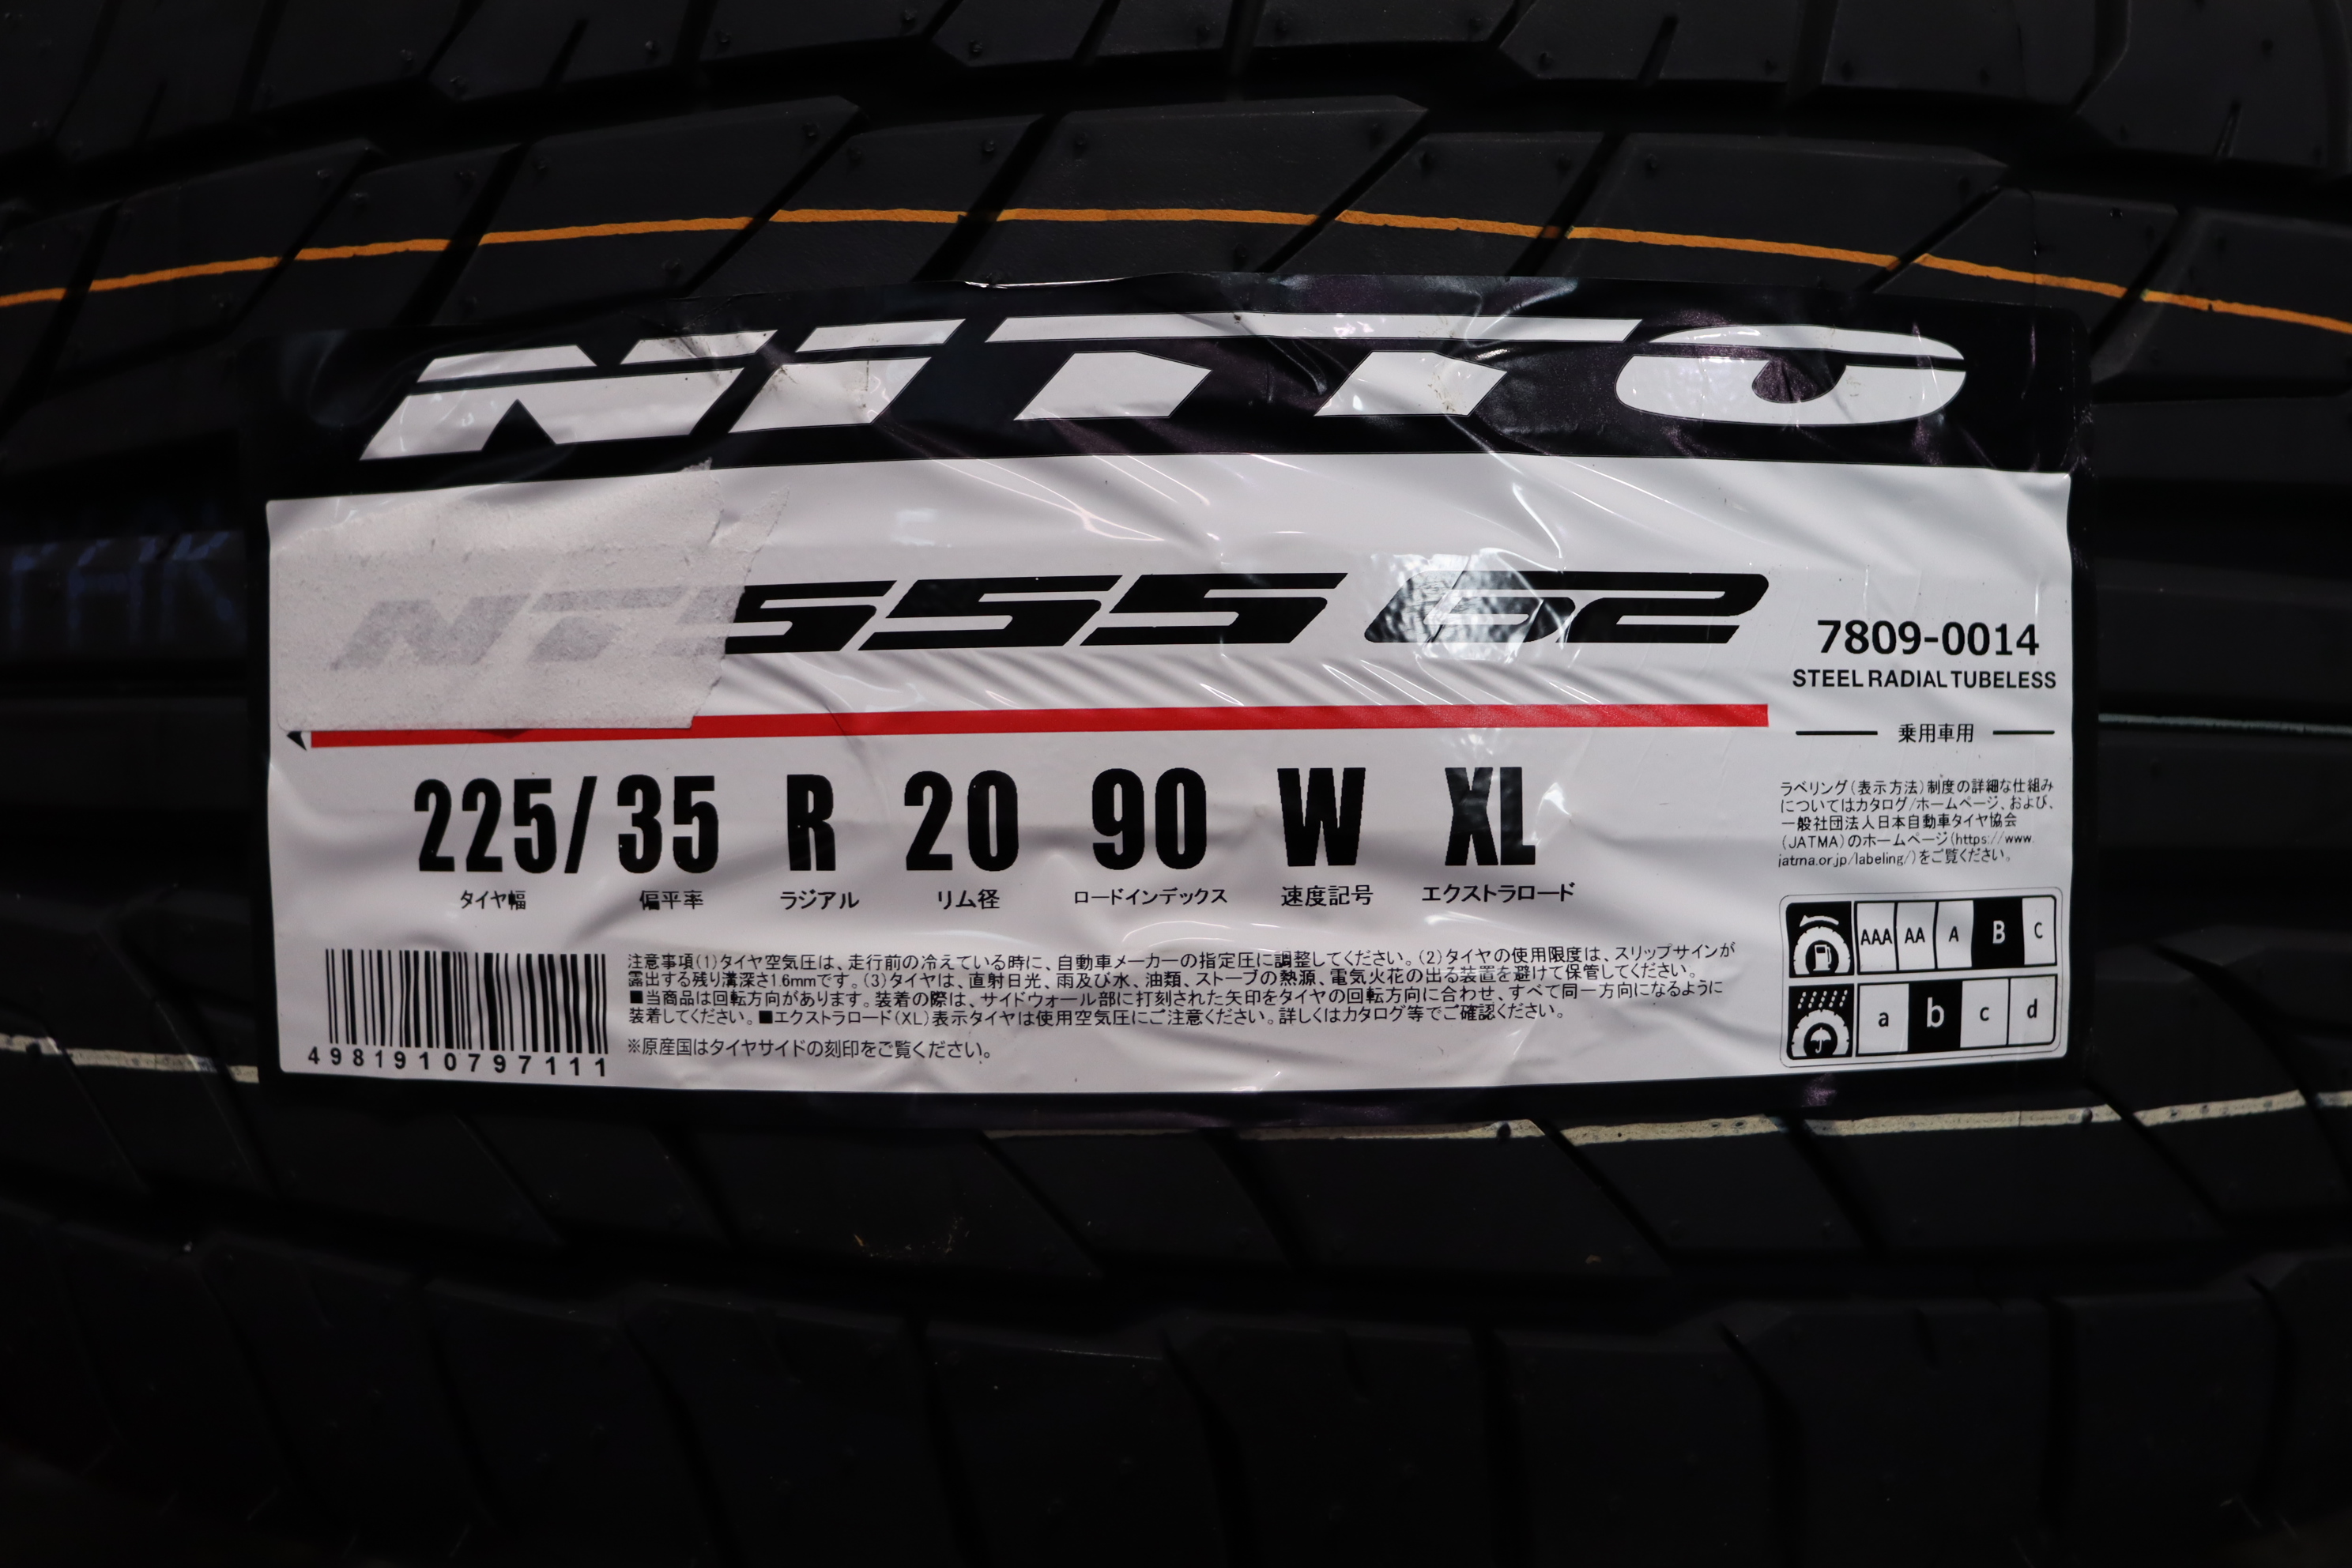 NITTO
NT555 G2
7809-0014
STEEL RADIAL TUBELESS
乗用車用
225/35 R 20 90 W XL
タイヤ幅 偏平率 ラジアル リム径 ロードインデックス 速度記号 エクストラロード
ラベリング(表示方法)制度の詳細な仕組み
についてはカタログ/ホームページ、および、
一般社団法人日本自動車タイヤ協会
(JATMA)のホームページ(https://www.
jatma.or.jp/labeling/)をご覧ください。
AAA AA A B C
a b c d
注意事項(1)タイヤ空気圧は、走行前の冷えている時に、自動車メーカーの指定圧に調整してください。(2)タイヤの使用限度は、スリップサインが
露出する残り溝深さ1.6mmです。(3)タイヤは、直射日光、雨及び水、油類、ストーブの熱源、電気火花の出る装置を避けて保管してください。
■当商品は回転方向があります。装着の際は、サイドウォール部に打刻された矢印をタイヤの回転方向に合わせ、すべて同一方向になるように
装着してください。■エクストラロード(XL)表示タイヤは使用空気圧にご注意ください。詳しくはカタログ等でご確認ください。
※原産国はタイヤサイドの刻印をご覧ください。
4981910797111